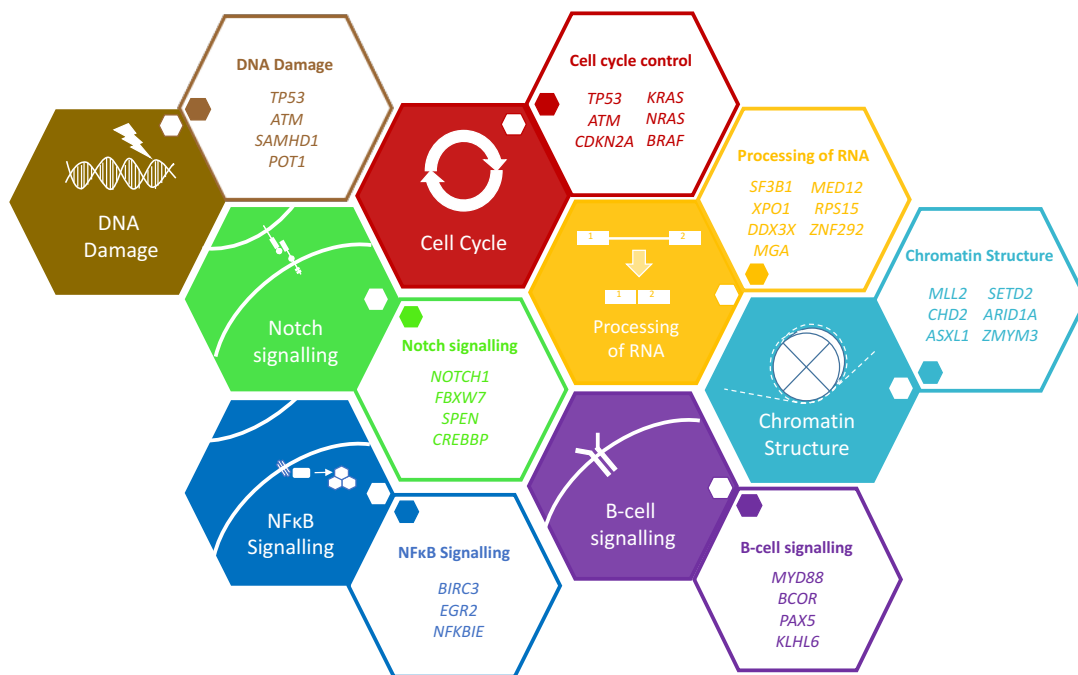 DNA Damage
TP53
ATM
SAMHD1
POT1
DNA
Damage
Cell cycle control
TP53 KRAS
ATM NRAS
CDKN2A BRAF
Cell Cycle
Processing of RNA
SF3B1 MED12
XPO1 RPS15
DDX3X ZNF292
MGA
1 2
1 2
Processing
of RNA
Chromatin Structure
MLL2 SETD2
CHD2 ARID1A
ASXL1 ZMYM3
Chromatin
Structure
Notch
signalling
Notch signalling
NOTCH1
FBXW7
SPEN
CREBBP
NFκB
Signalling
NFκB Signalling
BIRC3
EGR2
NFKBIE
B-cell
signalling
B-cell signalling
MYD88
BCOR
PAX5
KLHL6